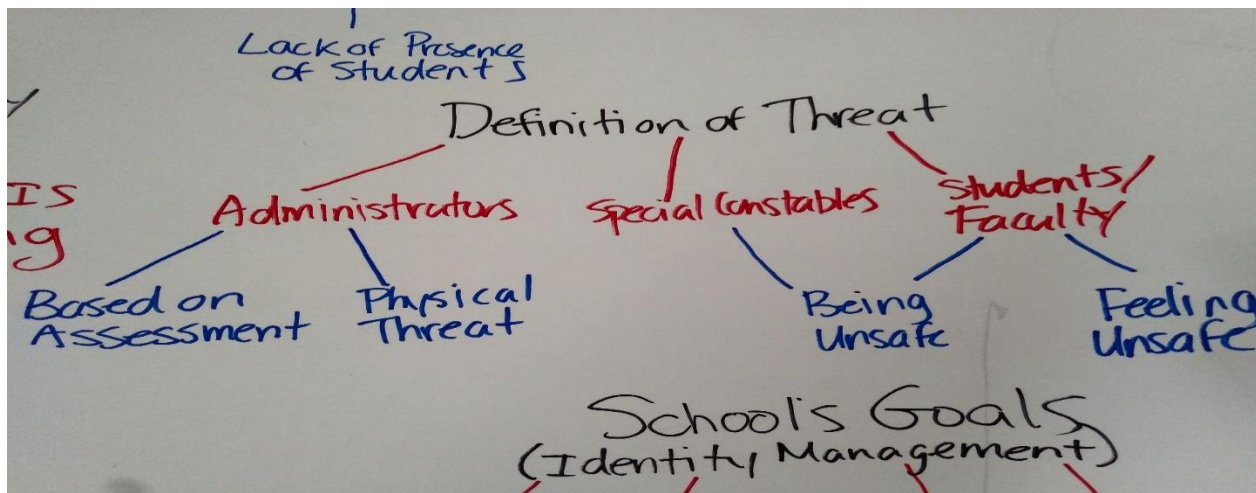 Lack of Presence
of Students
Definition of Threat
IS
Administrators
Special Constables
Students/
Faculty
Based on
Assessment
Physical
Threat
Being
Unsafe
Feeling
Unsafe
School's Goals
(Identity Management)